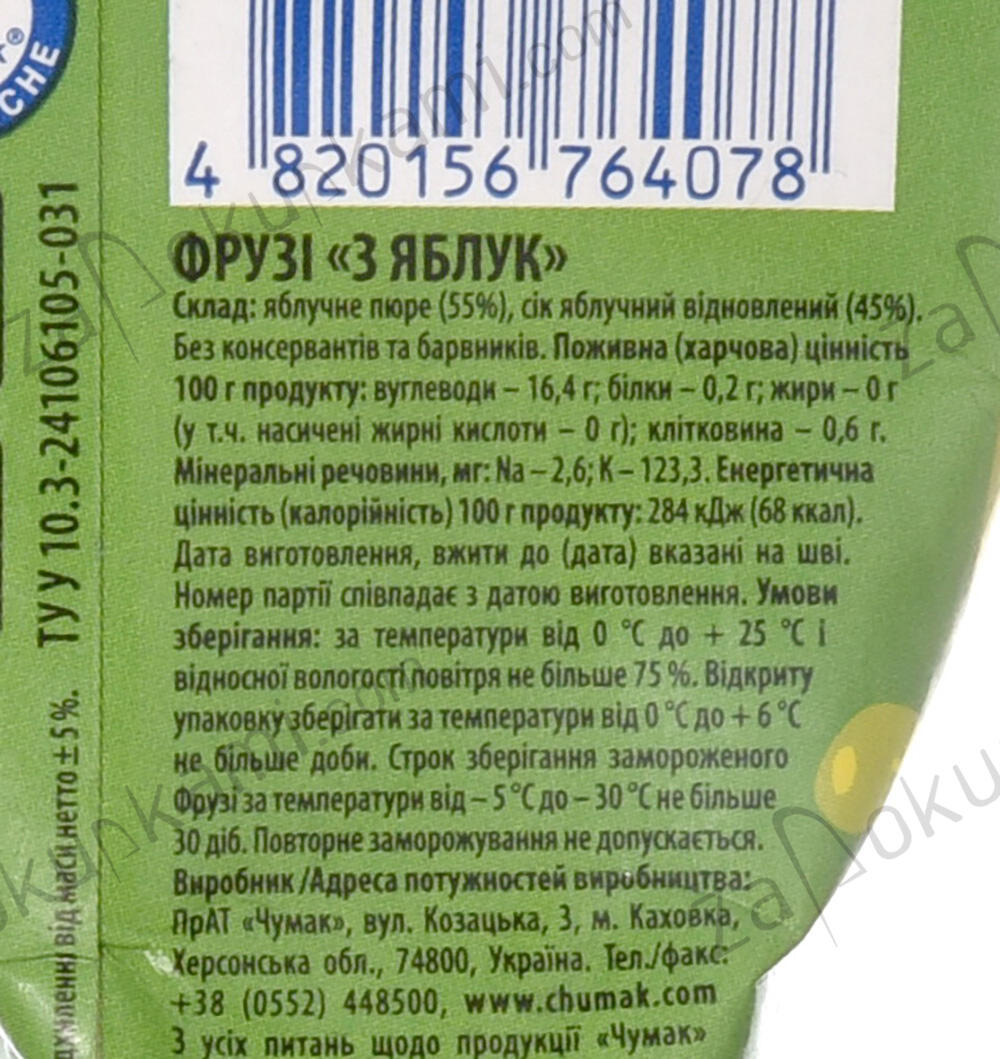 CHE
4 820156 764078
ФРУЗІ «З ЯБЛУК»
Склад: яблучне пюре (55%), сік яблучний відновлений (45%).
Без консервантів та барвників. Поживна (харчова) цінність
100 г продукту: вуглеводи – 16,4 г; білки – 0,2 г; жири – 0 г
(у т.ч. насичені жирні кислоти – 0 г); клітковина – 0,6 г.
Мінеральні речовини, мг: Na – 2,6; К – 123,3. Енергетична
цінність (калорійність) 100 г продукту: 284 кДж (68 ккал).
Дата виготовлення, вжити до (дата) вказані на шві.
Номер партії співпадає з датою виготовлення. Умови
зберігання: за температури від 0 °С до + 25 °С і
відносної вологості повітря не більше 75 %. Відкриту
упаковку зберігати за температури від 0 °С до + 6 °С
не більше доби. Строк зберігання замороженого
Фрузі за температури від – 5 °С до – 30 °С не більше
30 діб. Повторне заморожування не допускається.
Виробник /Адреса потужностей виробництва:
ПрАТ «Чумак», вул. Козацька, 3, м. Каховка,
Херсонська обл., 74800, Україна. Тел./факс:
+38 (0552) 448500, www.chumak.com
З усіх питань щодо продукції «Чумак»
ТУ У 10.3-24106105-031
від маси нетто ± 5%.
zaПokupkami.com